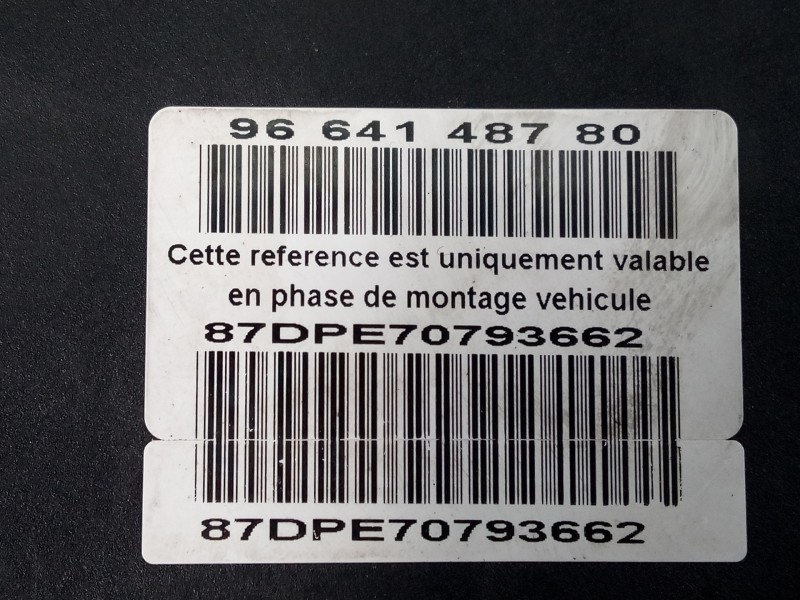 96 641 487 80
Cette reference est uniquement valable
en phase de montage vehicule
87DPE70793662
87DPE70793662